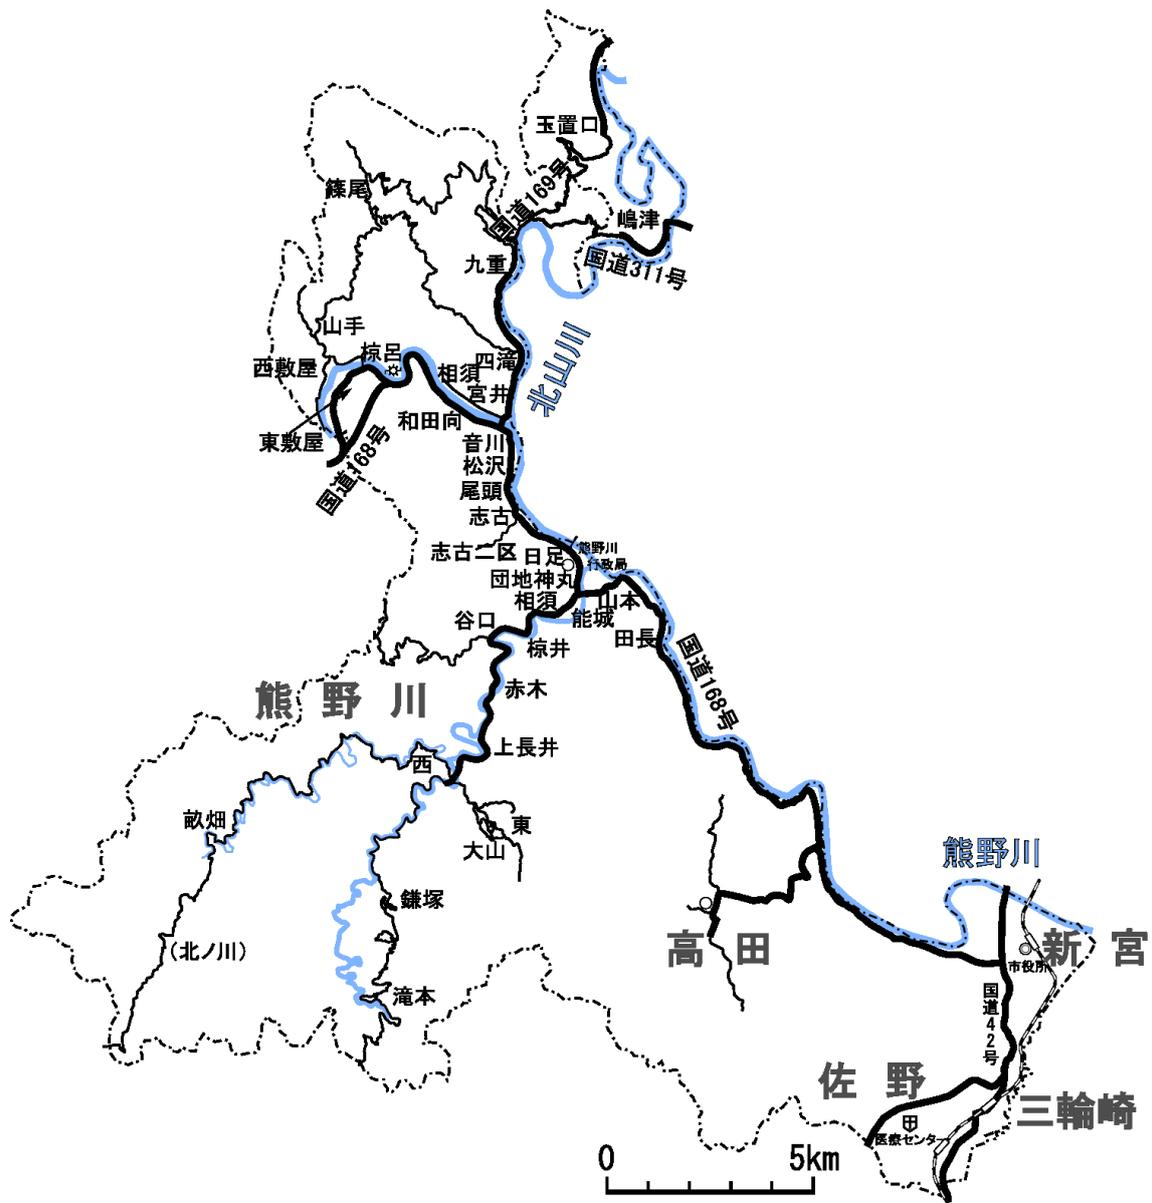 玉置口
国道169号
篠尾
嶋津
国道311号
九重
山手
北山川
椋呂
西敷屋
四滝
相須
宮井
和田向
東敷屋
音川
国道168号
松沢
尾頭
志古
志古二区
日足
熊野川
行政局
団地神丸
相須
山本
谷口
能城
椋井
田長
国道168号
赤木
熊野川
上長井
西
畝畑
東
大山
熊野川
鎌塚
高田
新宮
市役所
(北ノ川)
滝本
国道42号
佐野
三輪崎
医療センター
0 5km